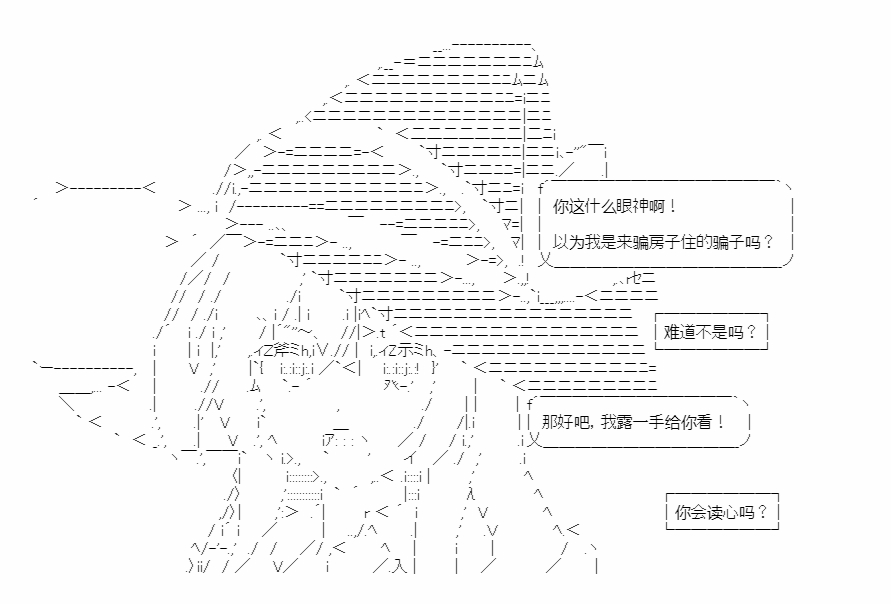 你这什么眼神啊！
以为我是来骗房子住的骗子吗？
难道不是吗？
那好吧，我露一手给你看！
你会读心吗？